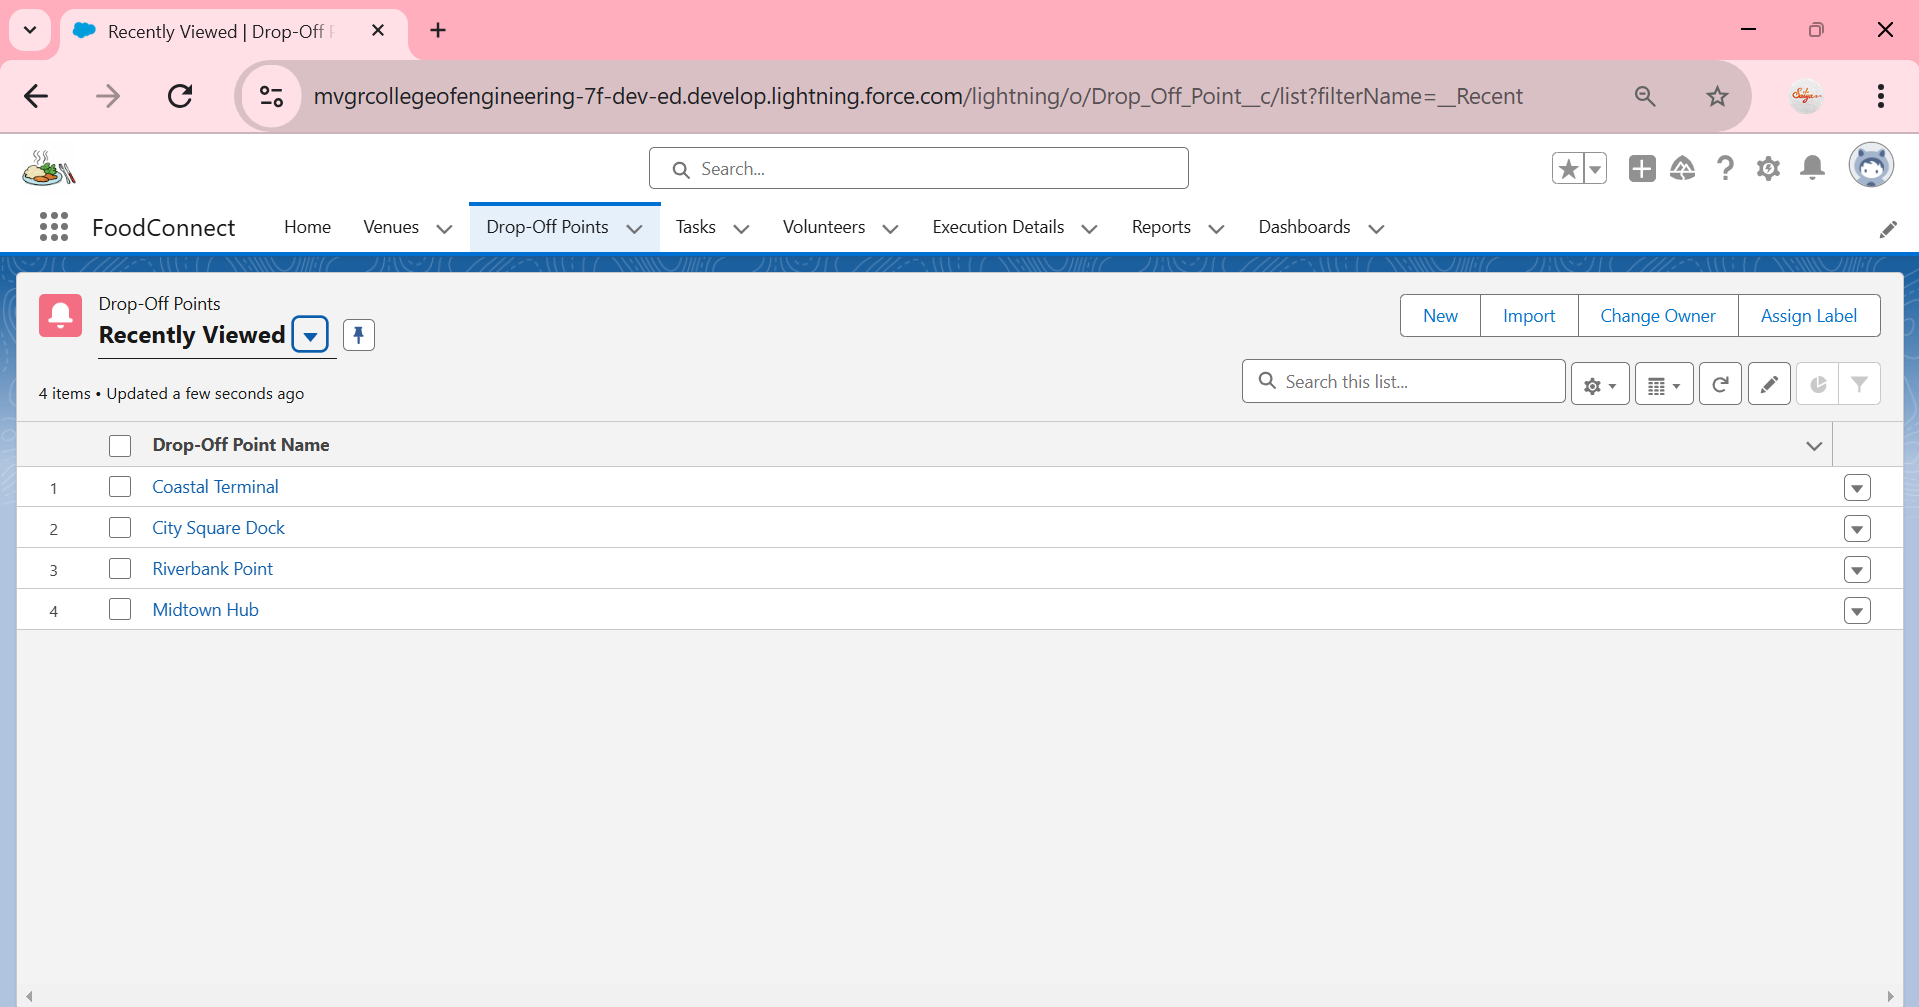 Recently Viewed | Drop-Off P
mvgrcollegeofengineering-7f-dev-ed.develop.lightning.force.com/lightning/o/Drop_Off_Point__c/list?filterName=__Recent
Search...
FoodConnect
Home
Venues
Drop-Off Points
Tasks
Volunteers
Execution Details
Reports
Dashboards
Drop-Off Points
Recently Viewed
New
Import
Change Owner
Assign Label
4 items • Updated a few seconds ago
Search this list...
Drop-Off Point Name
1 Coastal Terminal
2 City Square Dock
3 Riverbank Point
4 Midtown Hub